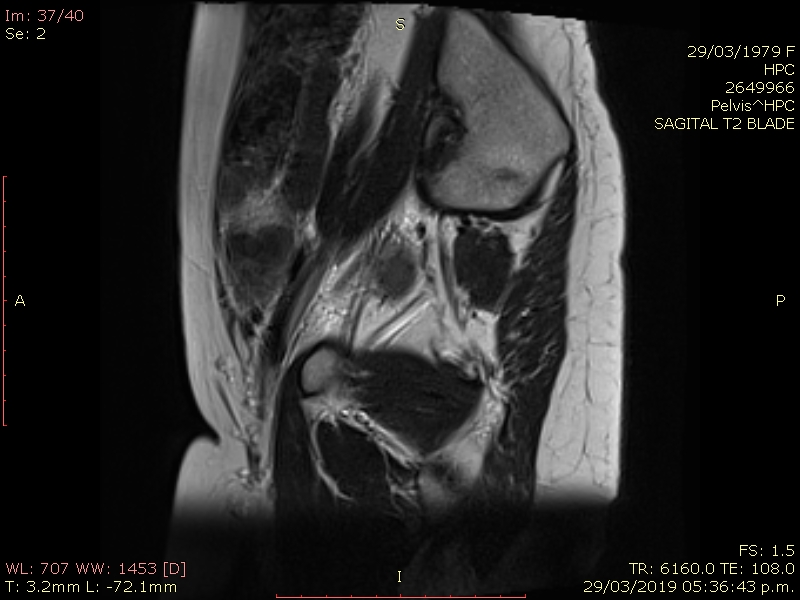 Im: 37/40
Se: 2
S
29/03/1979 F
HPC
2649966
Pelvis^HPC
SAGITAL T2 BLADE
A
P
WL: 707 WW: 1453 [D]
T: 3.2mm L: -72.1mm
I
FS: 1.5
TR: 6160.0 TE: 108.0
29/03/2019 05:36:43 p.m.